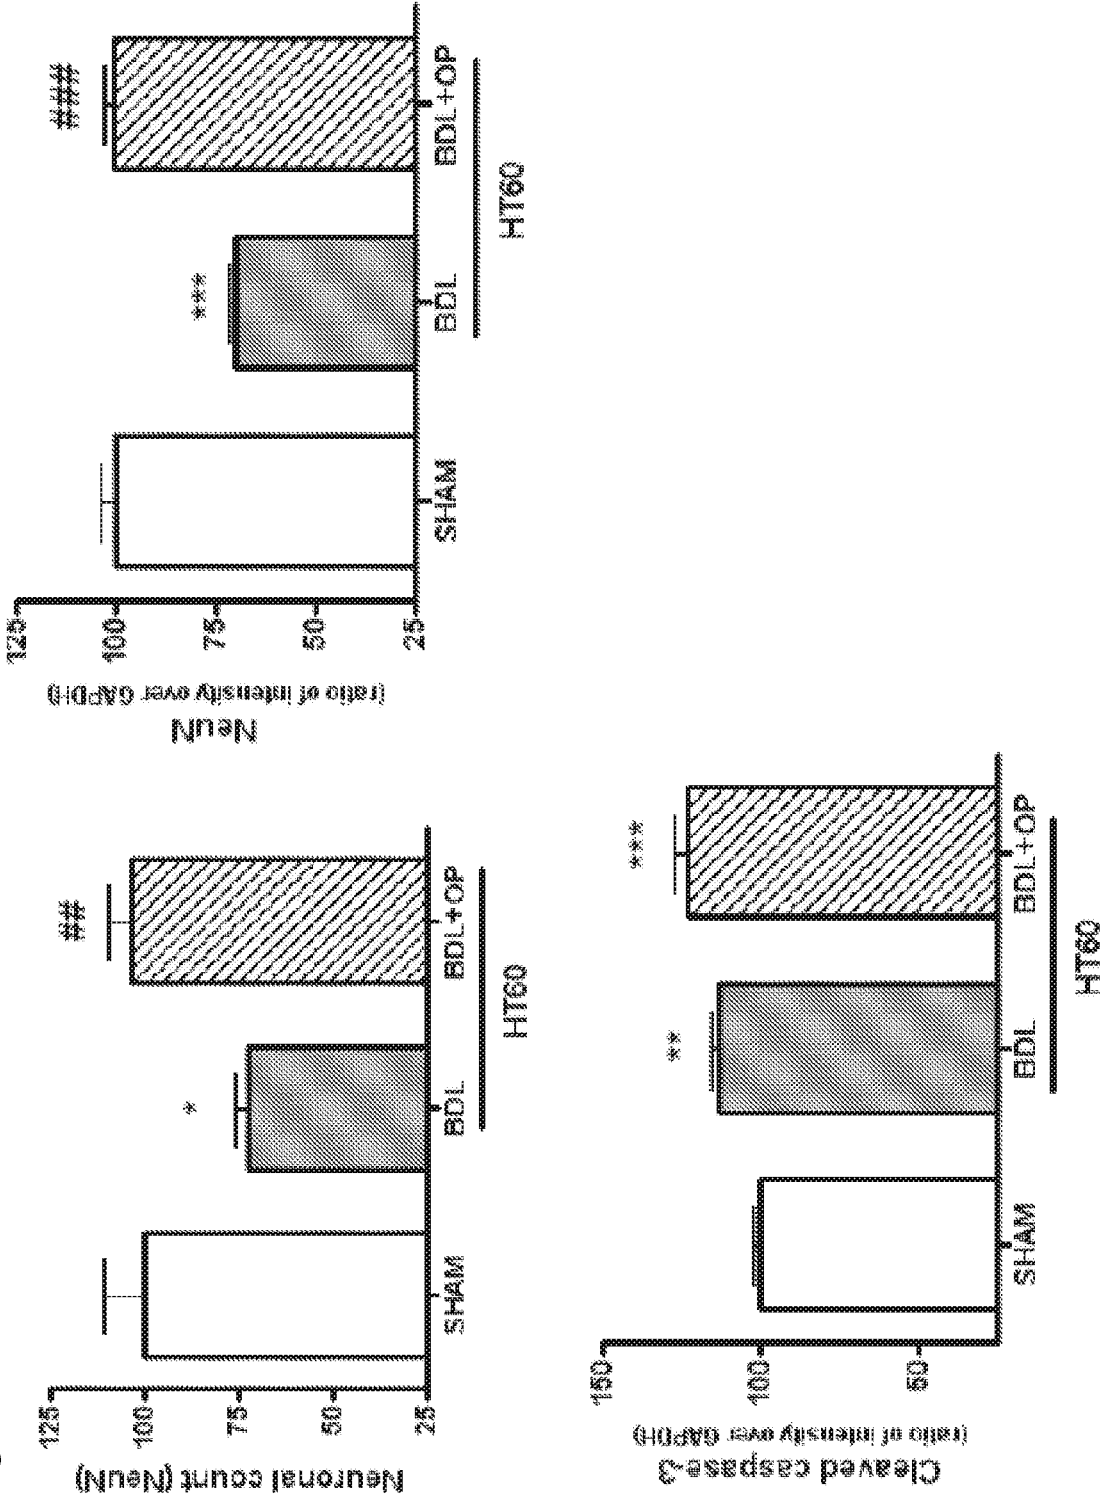 Neuronal count (NeuN)
125
100
75
50
25
*
##
SHAM
BDL
BDL+OP
HT60
NeuN
(ratio of intensity over GAPDH)
125
100
75
50
25
***
###
SHAM
BDL
BDL+OP
HT60
Cleaved caspase-3
(ratio of intensity over GAPDH)
150
100
50
**
***
SHAM
BDL
BDL+OP
HT60